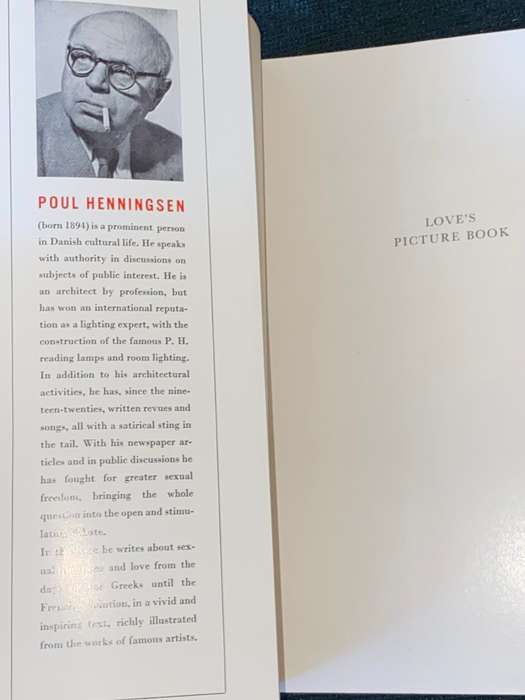 POUL HENNINGSEN
(born 1894) is a prominent person
in Danish cultural life. He speaks
with authority in discussions on
subjects of public interest. He is
an architect by profession, but
has won an international reputa-
tion as a lighting expert, with the
construction of the famous P. H.
reading lamps and room lighting.
In addition to his architectural
activities, he has, since the nine-
teen-twenties, written revues and
songs, all with a satirical sting in
the tail. With his newspaper ar-
ticles and in public discussions he
has fought for greater sexual
freedom, bringing the whole
question into the open and stimu-
In he writes about sex-
and love from the
Greeks until the
in a vivid and
inspiring text, richly illustrated
from the works of famous artists.
LOVE'S
PICTURE BOOK